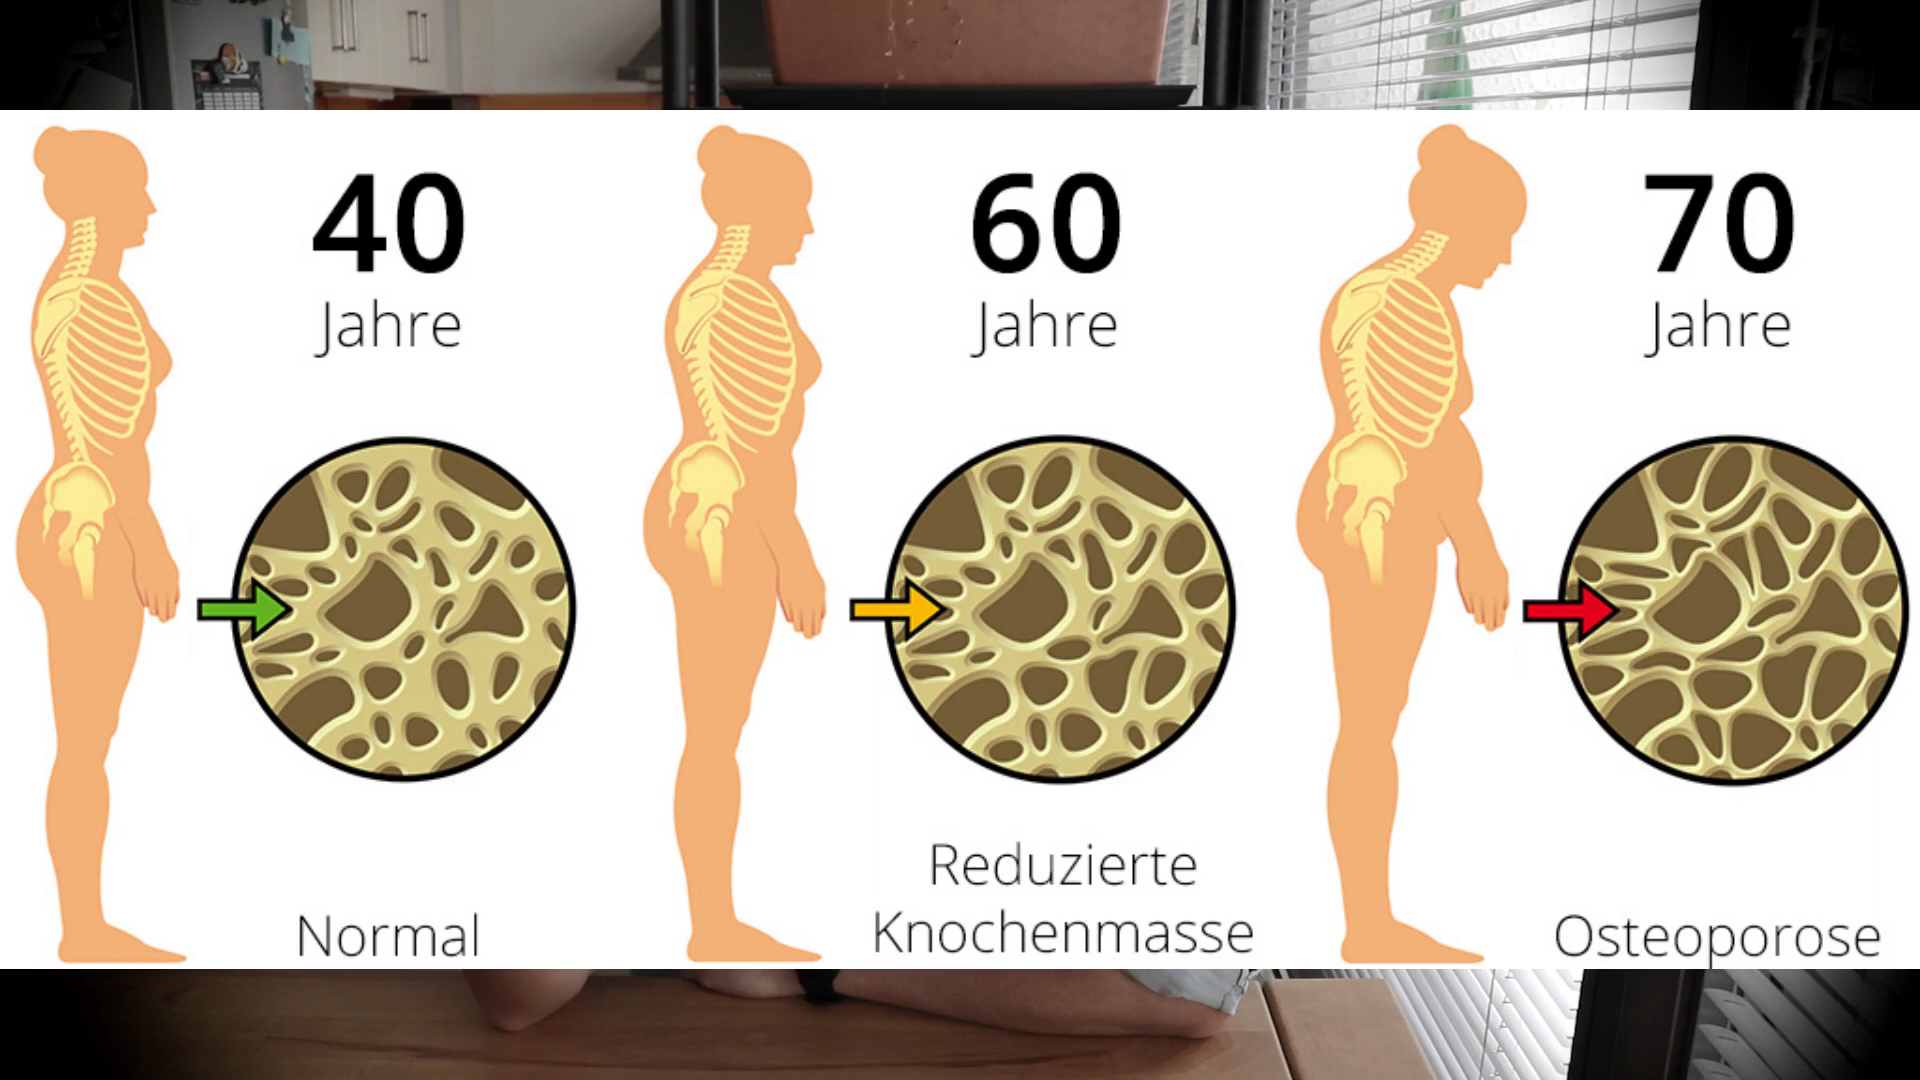 40
Jahre
Normal
60
Jahre
Reduzierte
Knochenmasse
70
Jahre
Osteoporose